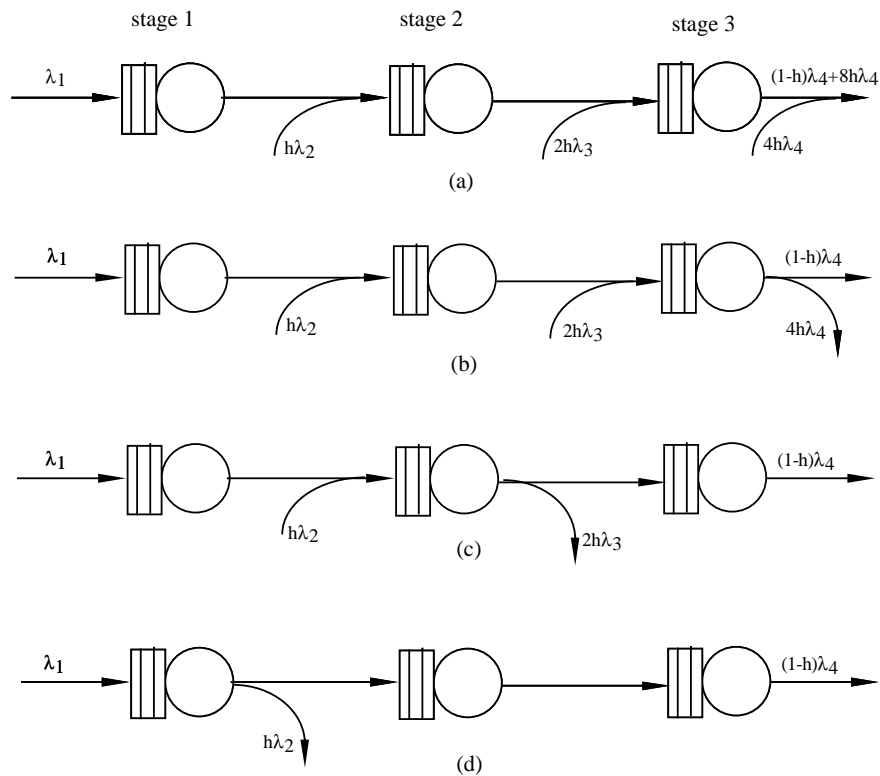 stage 1 stage 2 stage 3
λ1 (1-h)λ4+8hλ4
hλ2 2hλ3 4hλ4
(a)
λ1 (1-h)λ4
hλ2 2hλ3 4hλ4
(b)
λ1 (1-h)λ4
hλ2 2hλ3
(c)
λ1 (1-h)λ4
hλ2
(d)